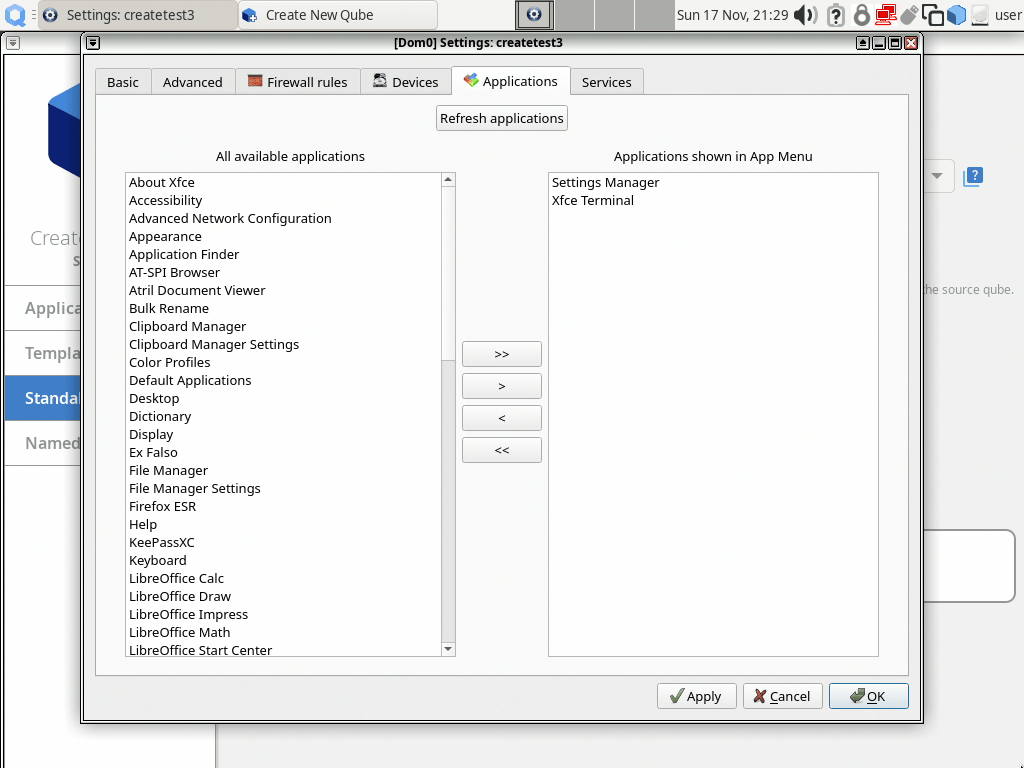 Settings: createtest3
Create New Qube
Sun 17 Nov, 21:29
user
[Dom0] Settings: createtest3
Basic
Advanced
Firewall rules
Devices
Applications
Services
Refresh applications
All available applications
Applications shown in App Menu
About Xfce
Accessibility
Advanced Network Configuration
Appearance
Application Finder
AT-SPI Browser
Atril Document Viewer
Bulk Rename
Clipboard Manager
Clipboard Manager Settings
Color Profiles
Default Applications
Desktop
Dictionary
Display
Ex Falso
File Manager
File Manager Settings
Firefox ESR
Help
KeePassXC
Keyboard
LibreOffice Calc
LibreOffice Draw
LibreOffice Impress
LibreOffice Math
LibreOffice Start Center
>>
>
<
<<
Settings Manager
Xfce Terminal
Apply
Cancel
OK
Create
S
Applica
Templa
Standa
Named
?
the source qube.